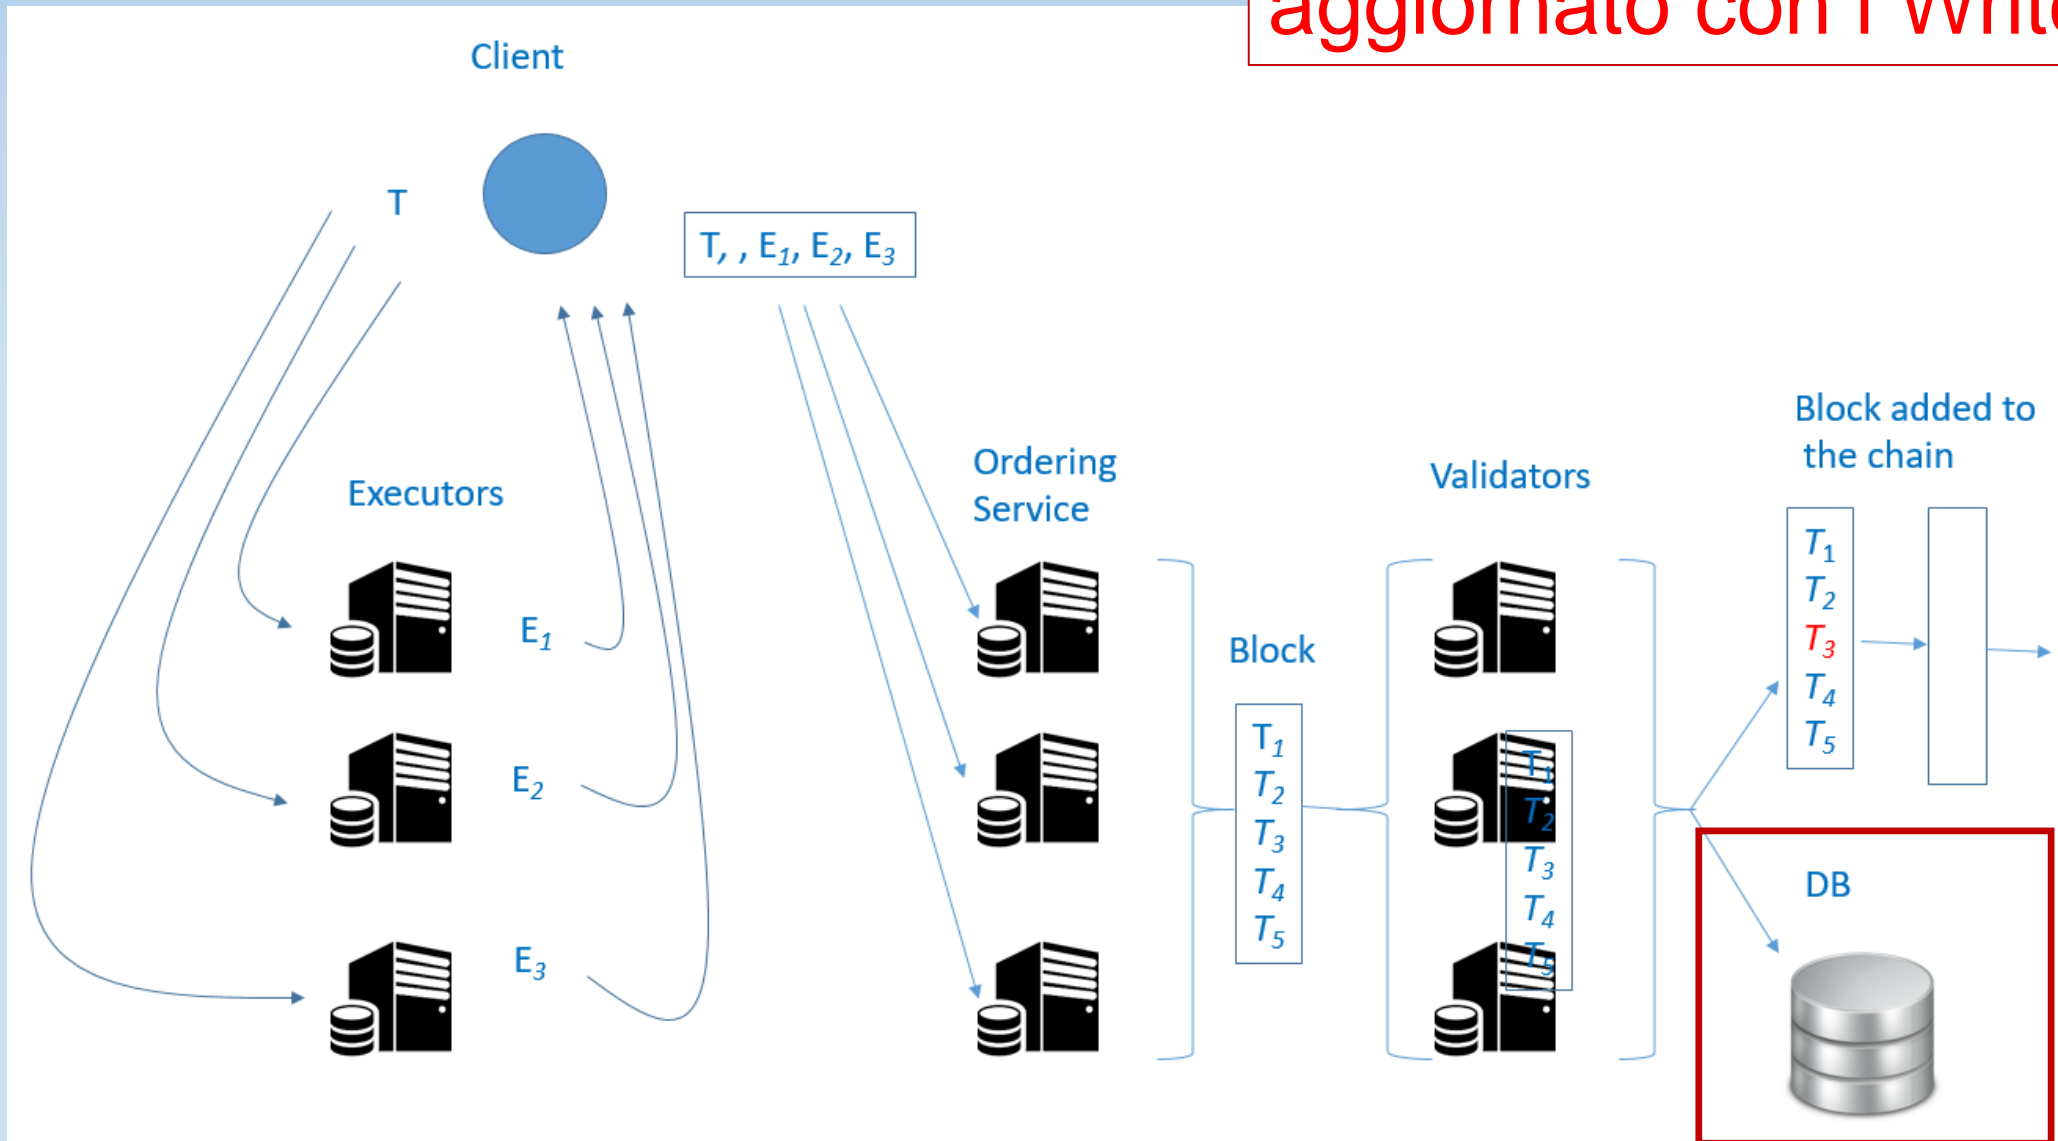 aggiornato con i
Client
T
T, , E1, E2, E3
Block added to
the chain
Ordering
Service
Validators
Executors
T1
T2
T3
T4
T5
E1
Block
T1
T2
T3
T4
T5
T1
T2
T3
T4
T5
E2
DB
E3